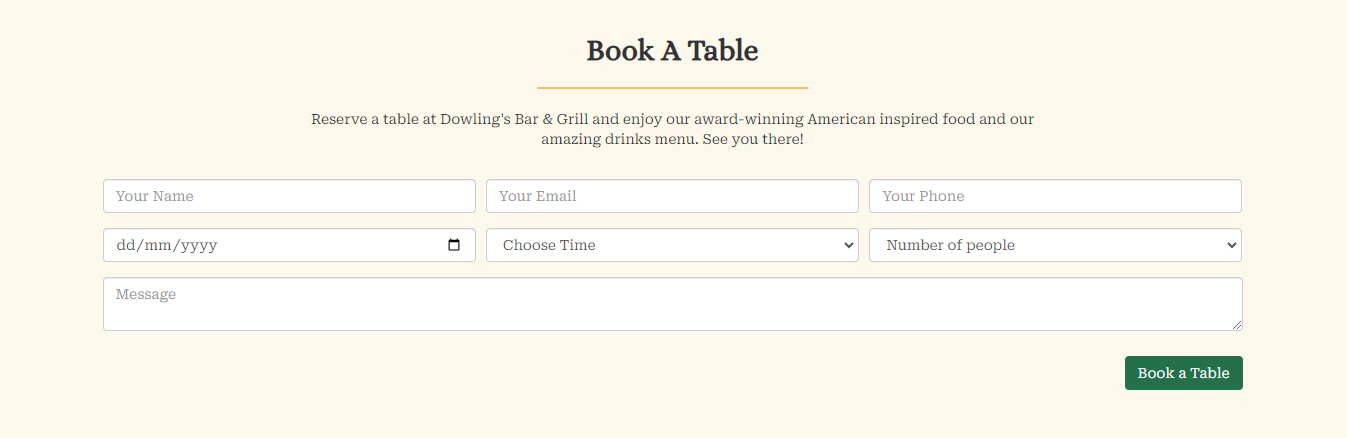 Book A Table
Reserve a table at Dowling's Bar & Grill and enjoy our award-winning American inspired food and our
amazing drinks menu. See you there!
Your Name
Your Email
Your Phone
dd/mm/yyyy
Choose Time
Number of people
Message
Book a Table